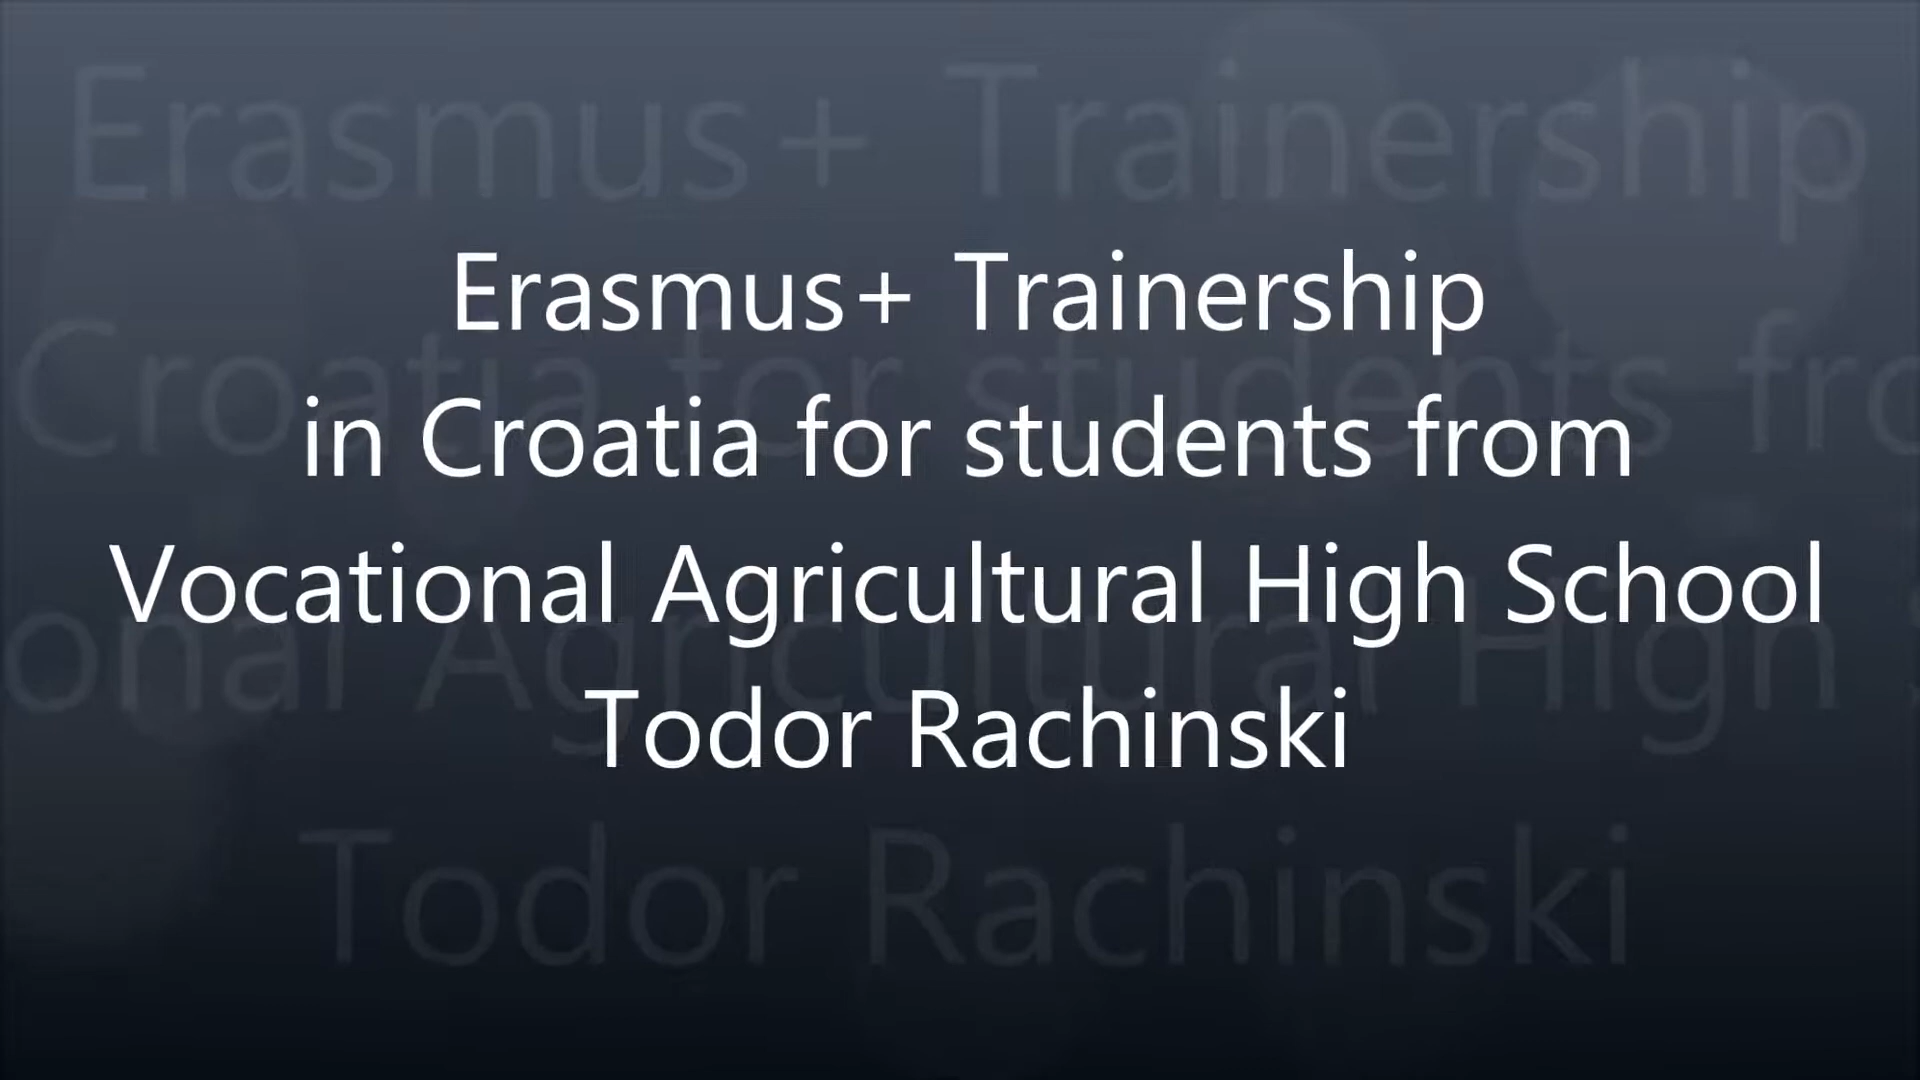 Erasmus+ Trainership
in Croatia for students from
Vocational Agricultural High School
Todor Rachinski